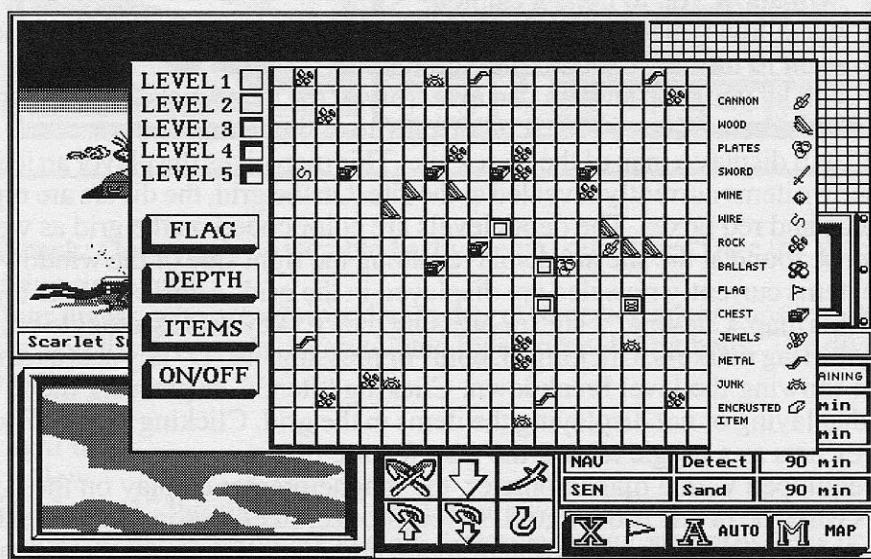 LEVEL 1
LEVEL 2
LEVEL 3
LEVEL 4
LEVEL 5
FLAG
DEPTH
ITEMS
ON/OFF
CANNON
WOOD
PLATES
SWORD
MINE
WIRE
ROCK
BALLAST
FLAG
CHEST
JEWELS
METAL
JUNK
ENCRUSTED
ITEM
Scarlet
AINING
min
min
NAV Detect 90 min
SEN Sand 90 min
X A AUTO M MAP